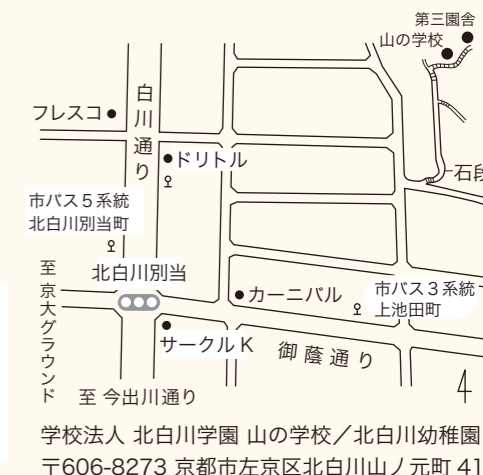 第三園舎
山の学校
フレスコ
白川通り
ドリトル
石段
市バス5系統
北白川別当町
北白川別当
至 京大グラウンド
カーニバル
市バス3系統
上池田町
サークルK
御蔭通り
至 今出川通り
学校法人 北白川学園 山の学校/北白川幼稚園
〒606-8273 京都市左京区北白川山ノ元町 41